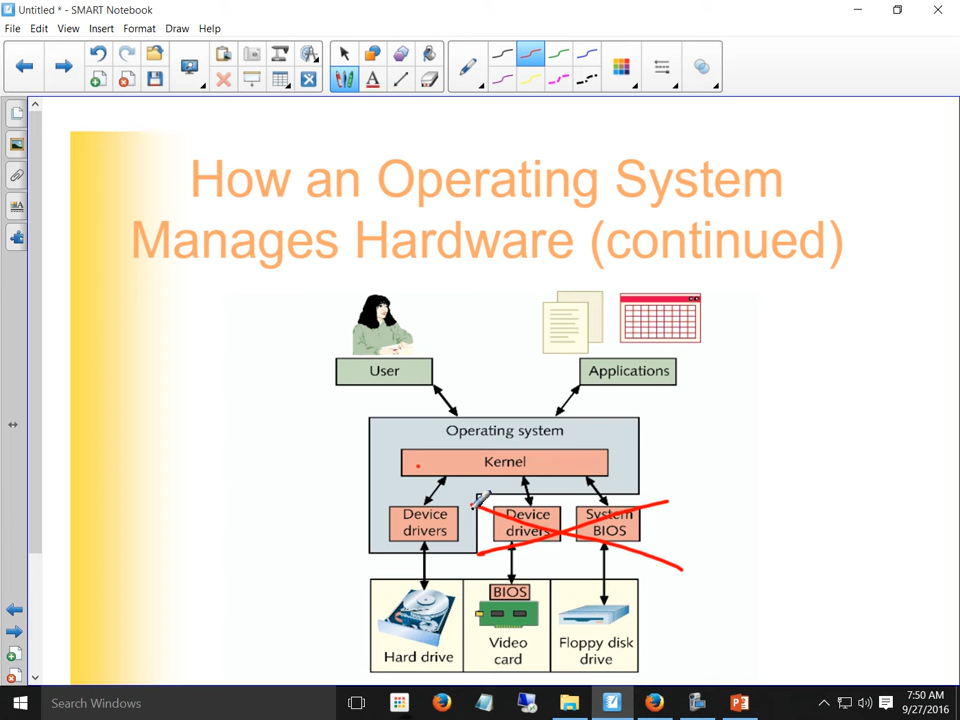 Untitled * - SMART Notebook
File Edit View Insert Format Draw Help
How an Operating System
Manages Hardware (continued)
User
Applications
Operating system
Kernel
Device
drivers
Device
drivers
System
BIOS
BIOS
Hard drive
Video
card
Floppy disk
drive
Search Windows
7:50 AM
9/27/2016